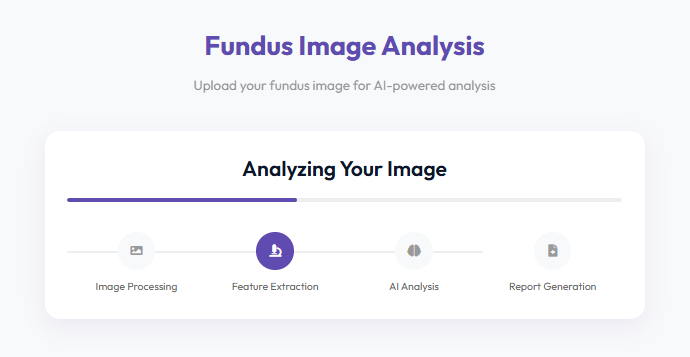 Fundus Image Analysis
Upload your fundus image for AI-powered analysis
Analyzing Your Image
Image Processing
Feature Extraction
AI Analysis
Report Generation